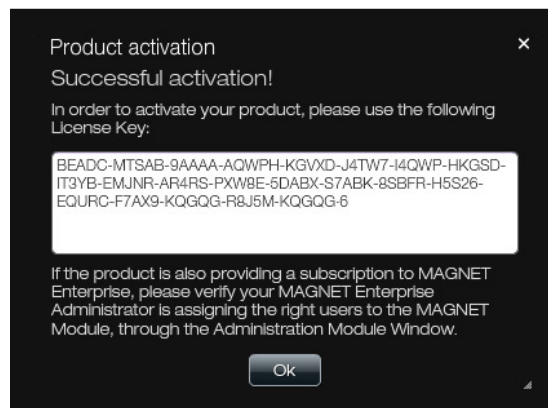 Product activation
Successful activation!
In order to activate your product, please use the following
License Key:
BEADC-MTSAB-9AAAA-AQWPH-KGVXD-J4TW7-I4QWP-HKGSD-
IT3YB-EMJNR-AR4RS-PXW8E-5DABX-S7ABK-8SBFR-H5S26-
EQURC-F7AX9-KQGQG-R8J5M-KQGQG-6
If the product is also providing a subscription to MAGNET
Enterprise, please verify your MAGNET Enterprise
Administrator is assigning the right users to the MAGNET
Module, through the Administration Module Window.
Ok